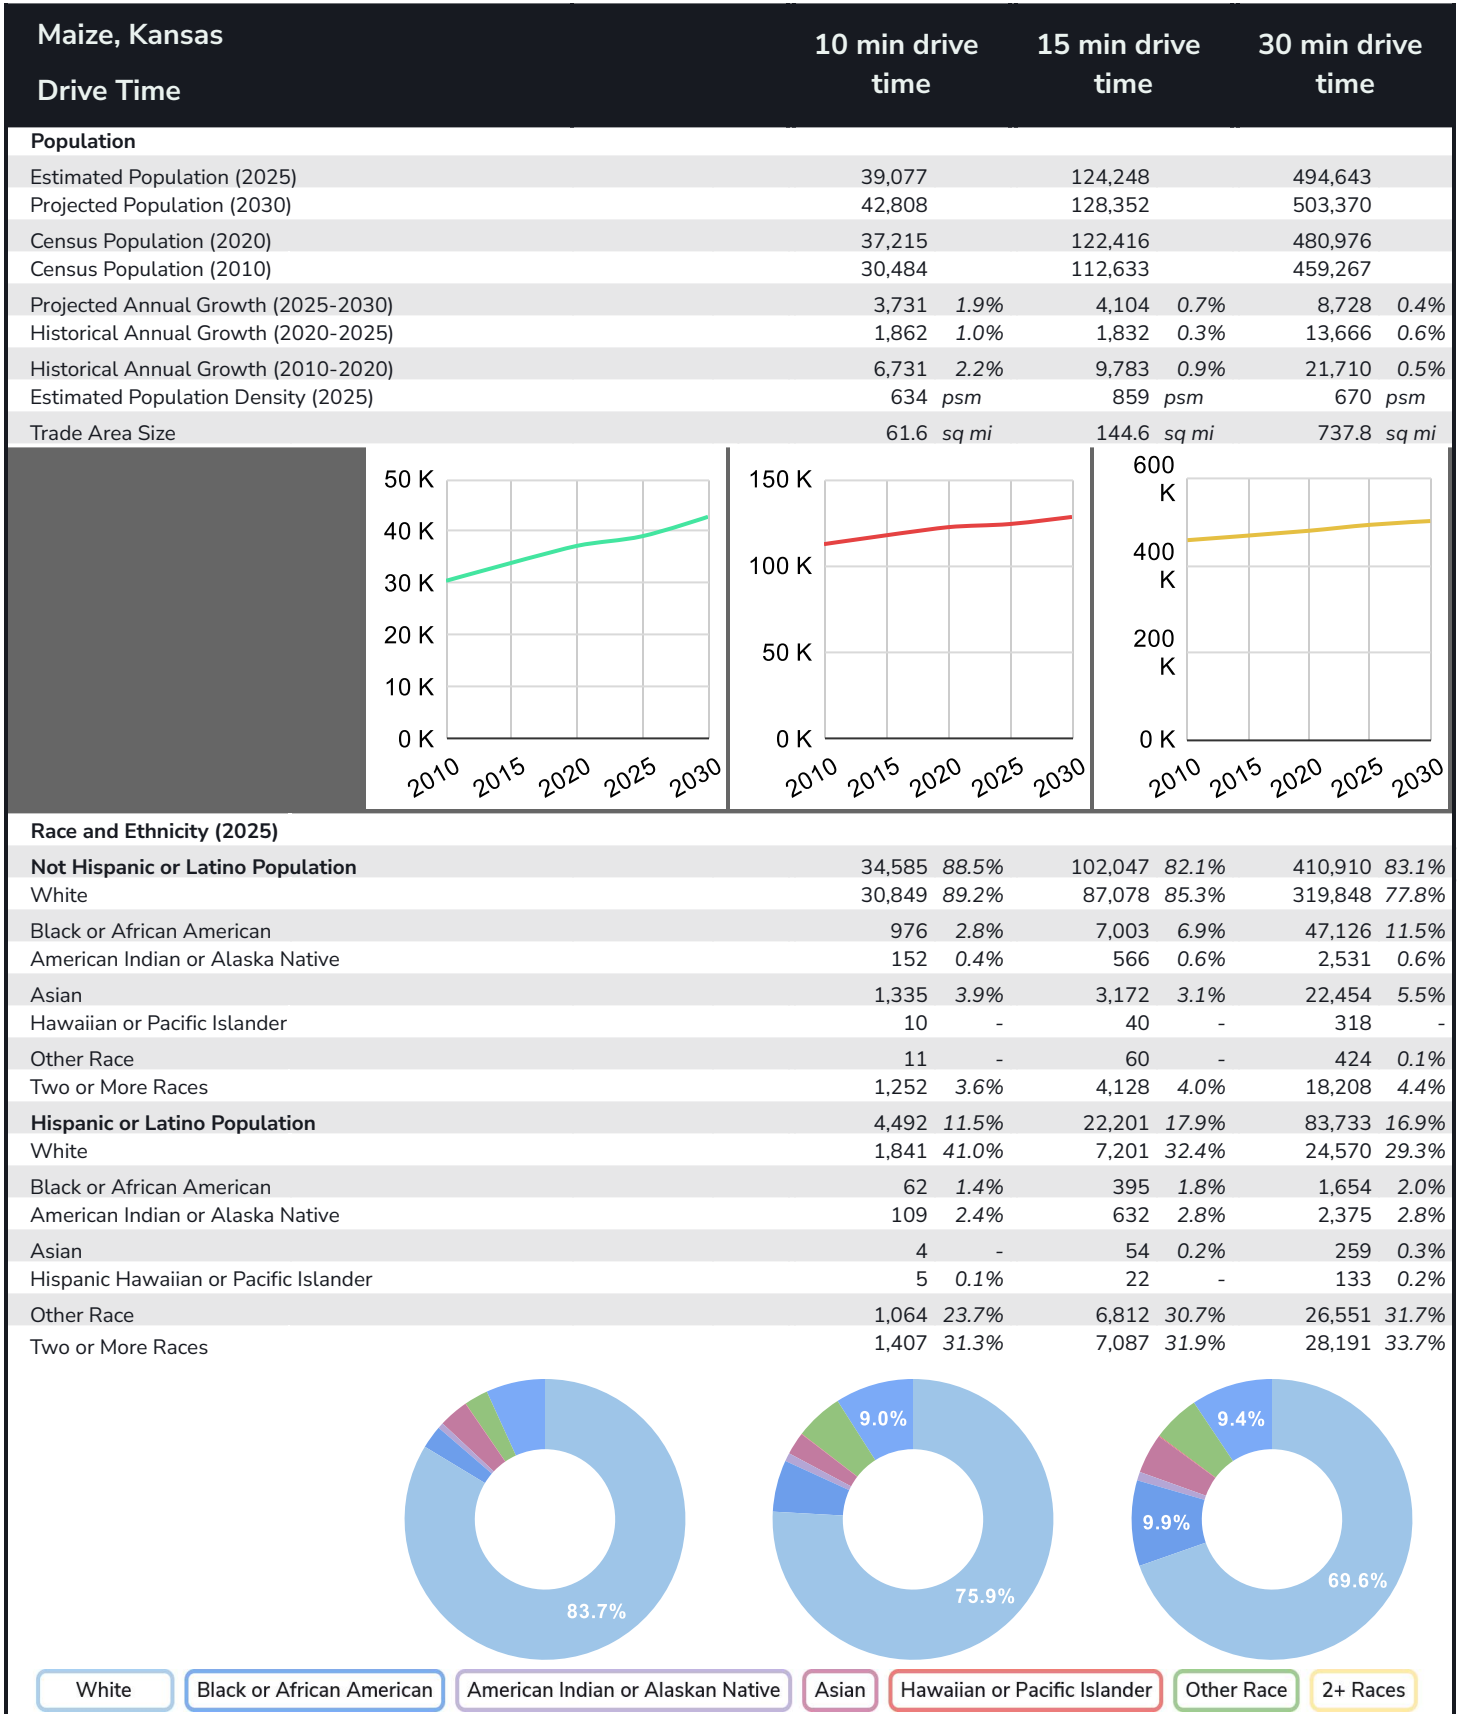 Maize, Kansas
Drive Time
10 min drive time
15 min drive time
30 min drive time
Population
Estimated Population (2025) 39,077 124,248 494,643
Projected Population (2030) 42,808 128,352 503,370
Census Population (2020) 37,215 122,416 480,976
Census Population (2010) 30,484 112,633 459,267
Projected Annual Growth (2025-2030) 3,731 1.9% 4,104 0.7% 8,728 0.4%
Historical Annual Growth (2020-2025) 1,862 1.0% 1,832 0.3% 13,666 0.6%
Historical Annual Growth (2010-2020) 6,731 2.2% 9,783 0.9% 21,710 0.5%
Estimated Population Density (2025) 634 psm 859 psm 670 psm
Trade Area Size 61.6 sq mi 144.6 sq mi 737.8 sq mi
50 K
40 K
30 K
20 K
10 K
0 K
2010 2015 2020 2025 2030
150 K
100 K
50 K
0 K
2010 2015 2020 2025 2030
600 K
400 K
200 K
0 K
2010 2015 2020 2025 2030
Race and Ethnicity (2025)
Not Hispanic or Latino Population 34,585 88.5% 102,047 82.1% 410,910 83.1%
White 30,849 89.2% 87,078 85.3% 319,848 77.8%
Black or African American 976 2.8% 7,003 6.9% 47,126 11.5%
American Indian or Alaska Native 152 0.4% 566 0.6% 2,531 0.6%
Asian 1,335 3.9% 3,172 3.1% 22,454 5.5%
Hawaiian or Pacific Islander 10 - 40 - 318 -
Other Race 11 - 60 - 424 0.1%
Two or More Races 1,252 3.6% 4,128 4.0% 18,208 4.4%
Hispanic or Latino Population 4,492 11.5% 22,201 17.9% 83,733 16.9%
White 1,841 41.0% 7,201 32.4% 24,570 29.3%
Black or African American 62 1.4% 395 1.8% 1,654 2.0%
American Indian or Alaska Native 109 2.4% 632 2.8% 2,375 2.8%
Asian 4 - 54 0.2% 259 0.3%
Hispanic Hawaiian or Pacific Islander 5 0.1% 22 - 133 0.2%
Other Race 1,064 23.7% 6,812 30.7% 26,551 31.7%
Two or More Races 1,407 31.3% 7,087 31.9% 28,191 33.7%
83.7%
9.0%
75.9%
9.4%
9.9%
69.6%
White Black or African American American Indian or Alaskan Native Asian Hawaiian or Pacific Islander Other Race 2+ Races